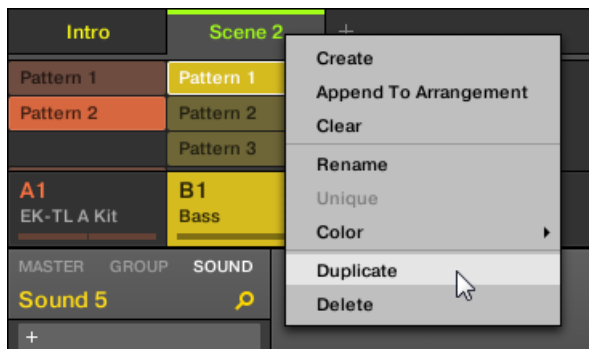 Intro
Scene 2
+
Create
Append To Arrangement
Clear
Rename
Unique
Color
Duplicate
Delete
Pattern 1
Pattern 1
Pattern 2
Pattern 2
Pattern 3
A1
B1
EK-TL A Kit
Bass
MASTER GROUP SOUND
Sound 5
+